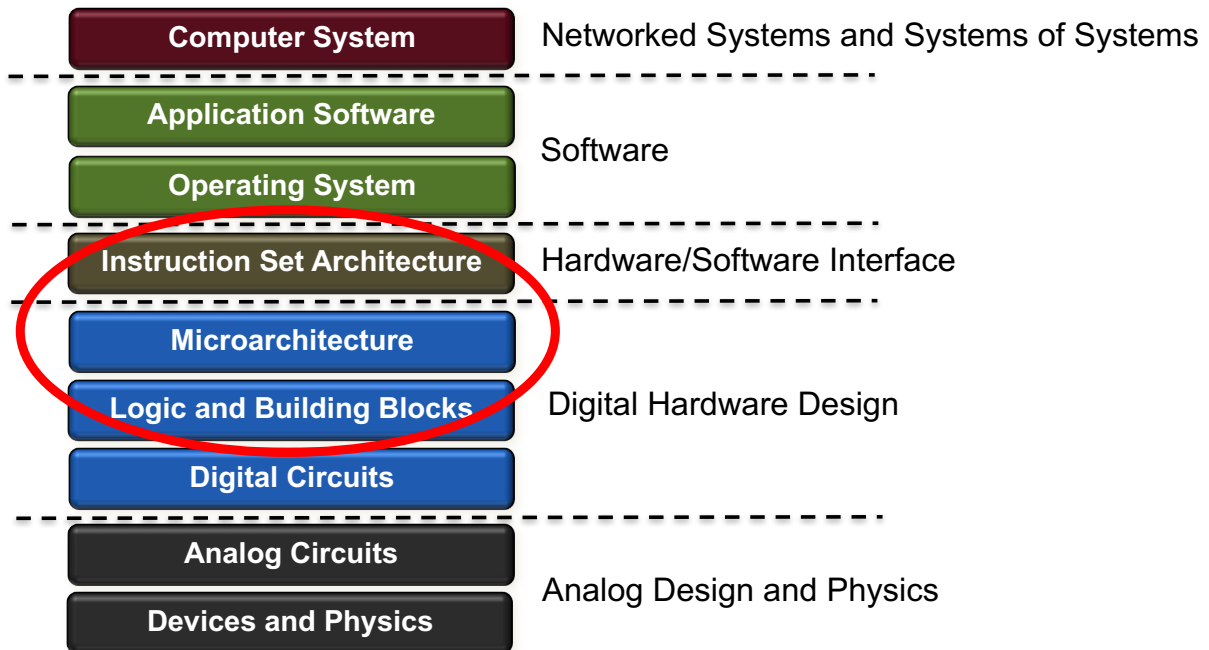 Computer System
Networked Systems and Systems of Systems
Application Software
Software
Operating System
Instruction Set Architecture
Hardware/Software Interface
Microarchitecture
Logic and Building Blocks
Digital Hardware Design
Digital Circuits
Analog Circuits
Analog Design and Physics
Devices and Physics